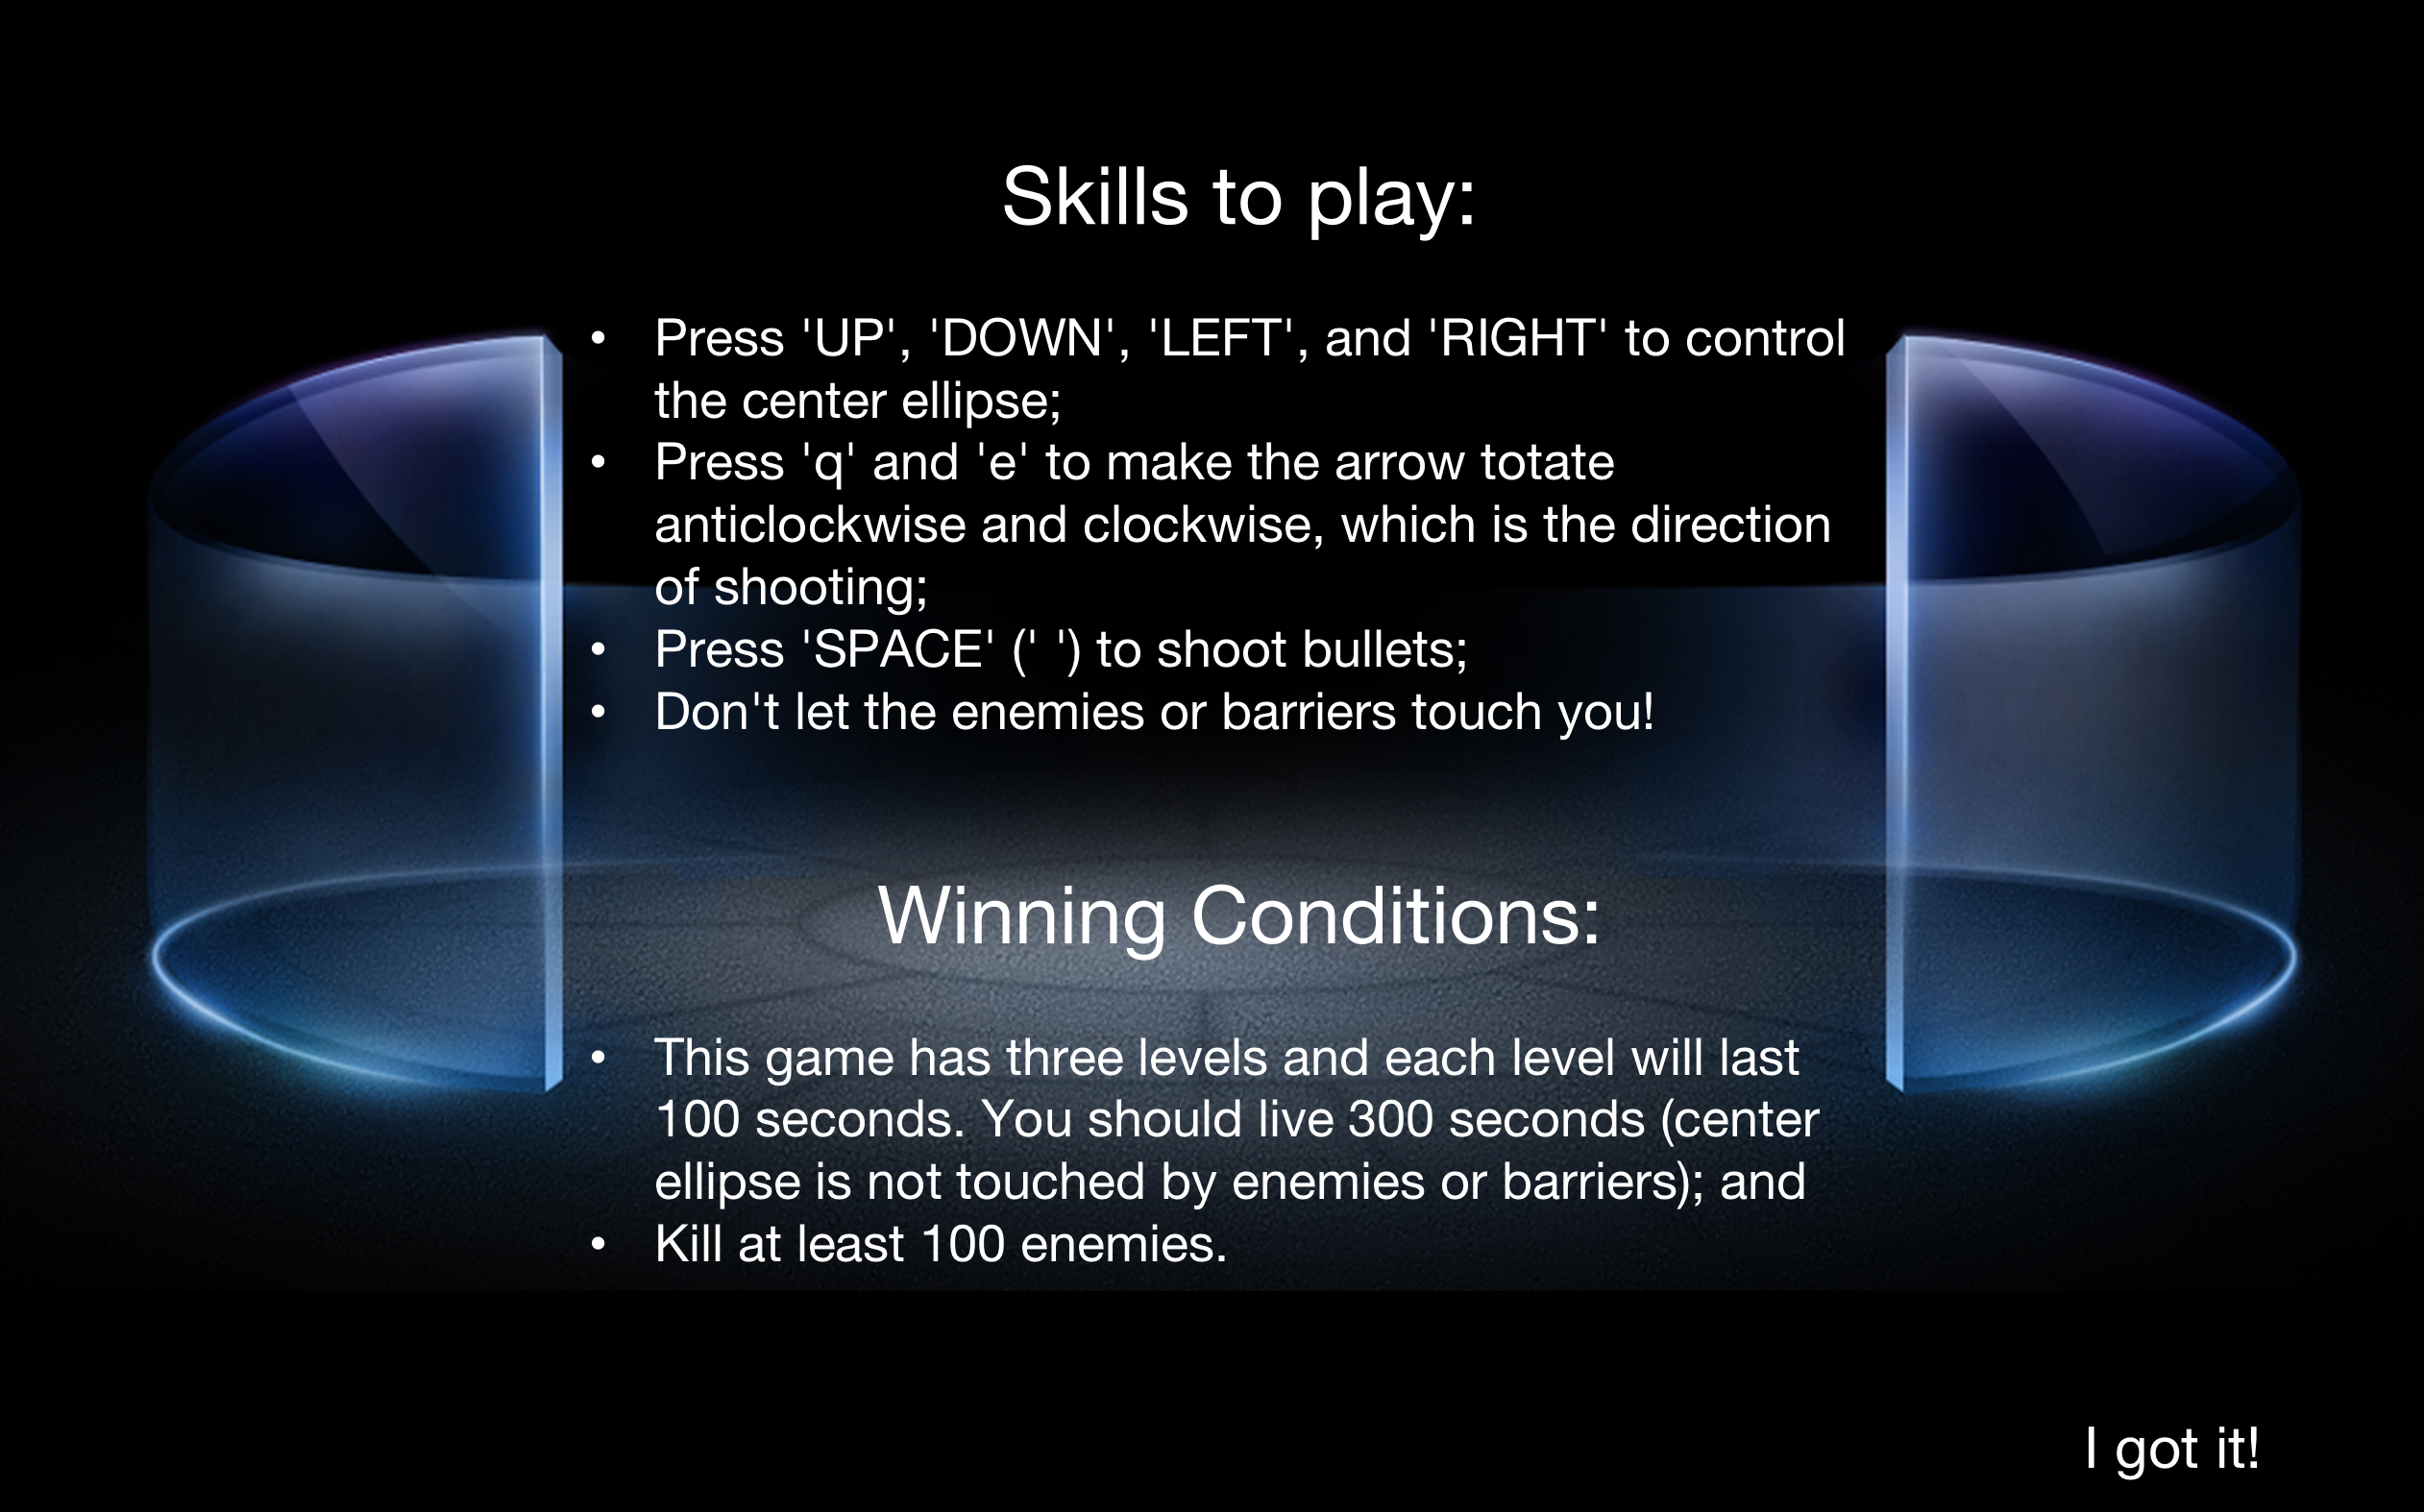 Skills to play:
• Press 'UP', 'DOWN', 'LEFT', and 'RIGHT' to control
the center ellipse;
• Press 'q' and 'e' to make the arrow totate
anticlockwise and clockwise, which is the direction
of shooting;
• Press 'SPACE' (' ') to shoot bullets;
• Don't let the enemies or barriers touch you!
Winning Conditions:
• This game has three levels and each level will last
100 seconds. You should live 300 seconds (center
ellipse is not touched by enemies or barriers); and
• Kill at least 100 enemies.
I got it!